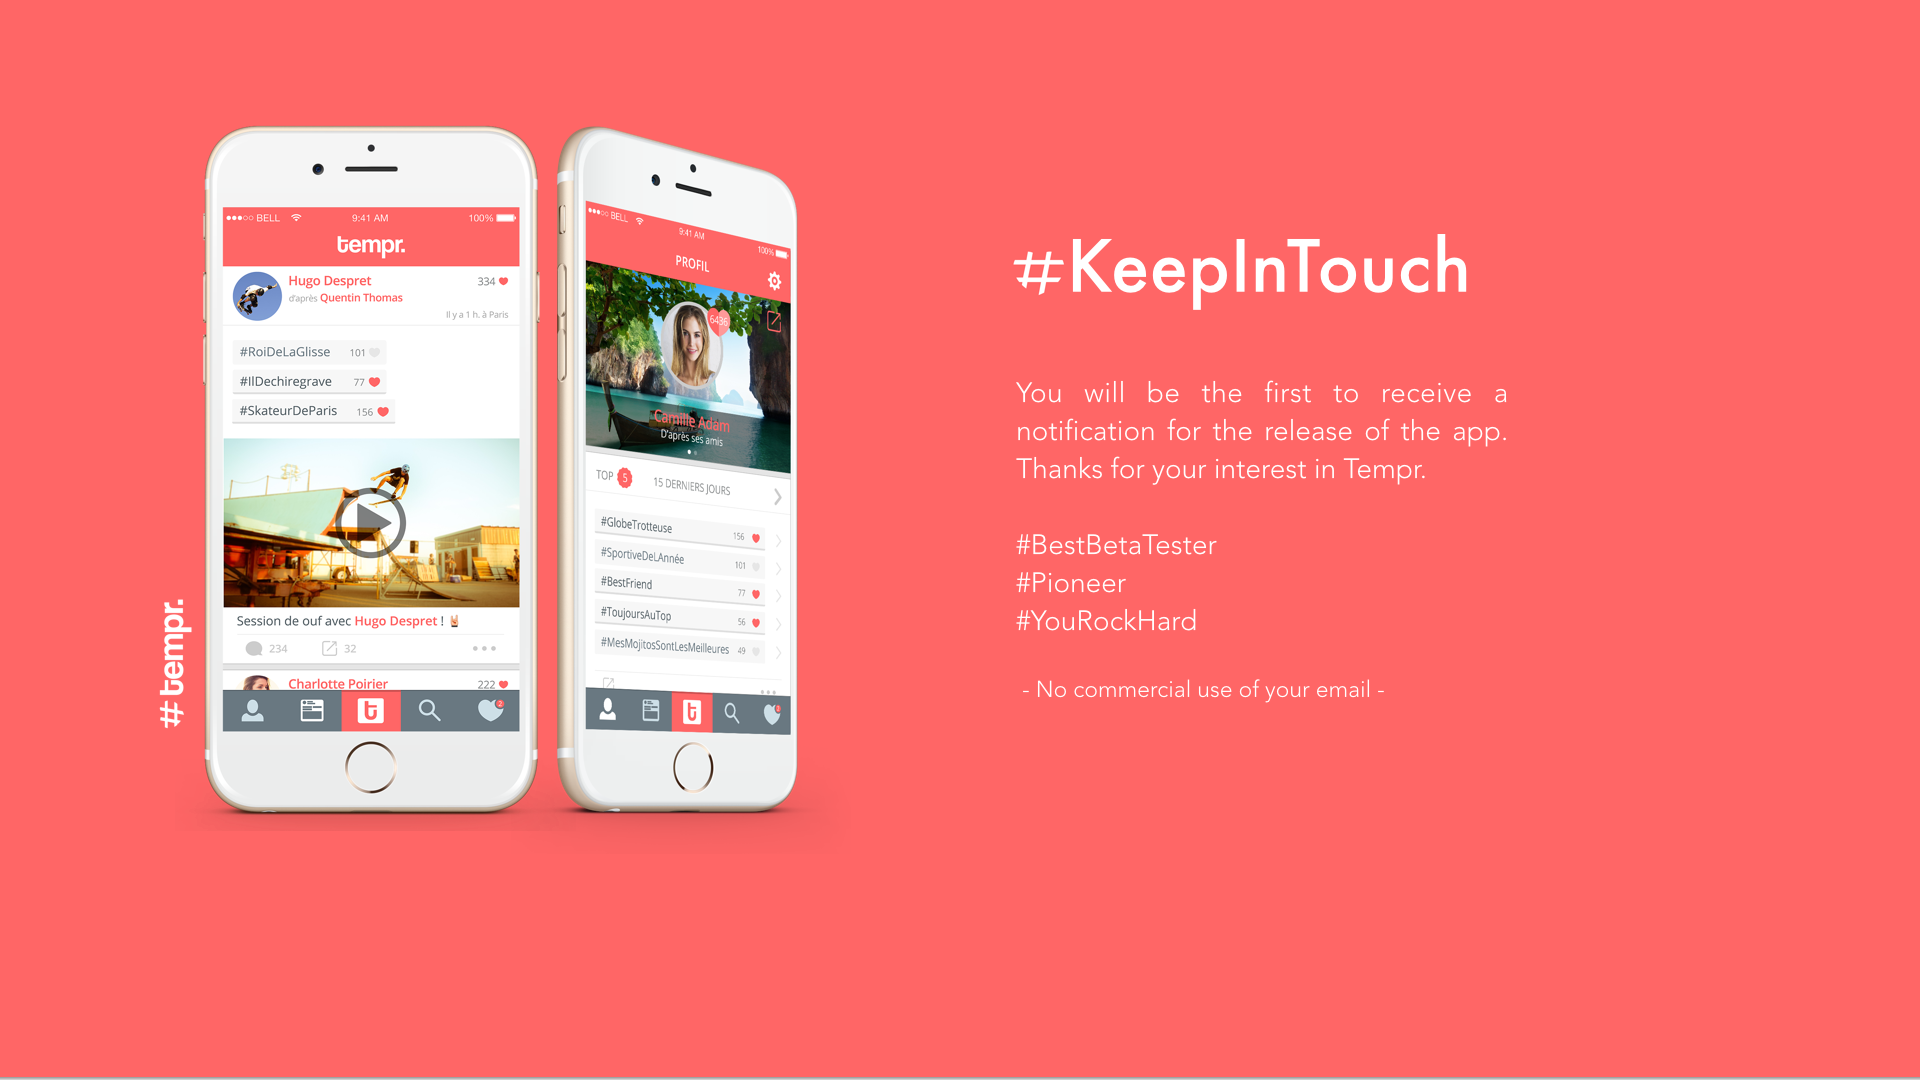 BELL
9:41 AM
100%
tempr.
Hugo Despret
334
d'après Quentin Thomas
Il y a 1 h. à Paris
#RoiDeLaGlisse 101
#IlDechiregrave 77
#SkateurDeParis 156
Session de ouf avec Hugo Despret !
234
32
Charlotte Poirier
222
t
2
# tempr.
BELL
9:41 AM
100%
PROFIL
6436
Camille Adam
D'après ses amis
TOP 5 15 DERNIERS JOURS
#GlobeTrotteuse 156
#SportiveDeLAnnée 101
#BestFriend 77
#ToujoursAuTop 56
#MesMojitosSontLesMeilleures 49
t
#KeepInTouch
You will be the first to receive a
notification for the release of the app.
Thanks for your interest in Tempr.
#BestBetaTester
#Pioneer
#YouRockHard
- No commercial use of your email -